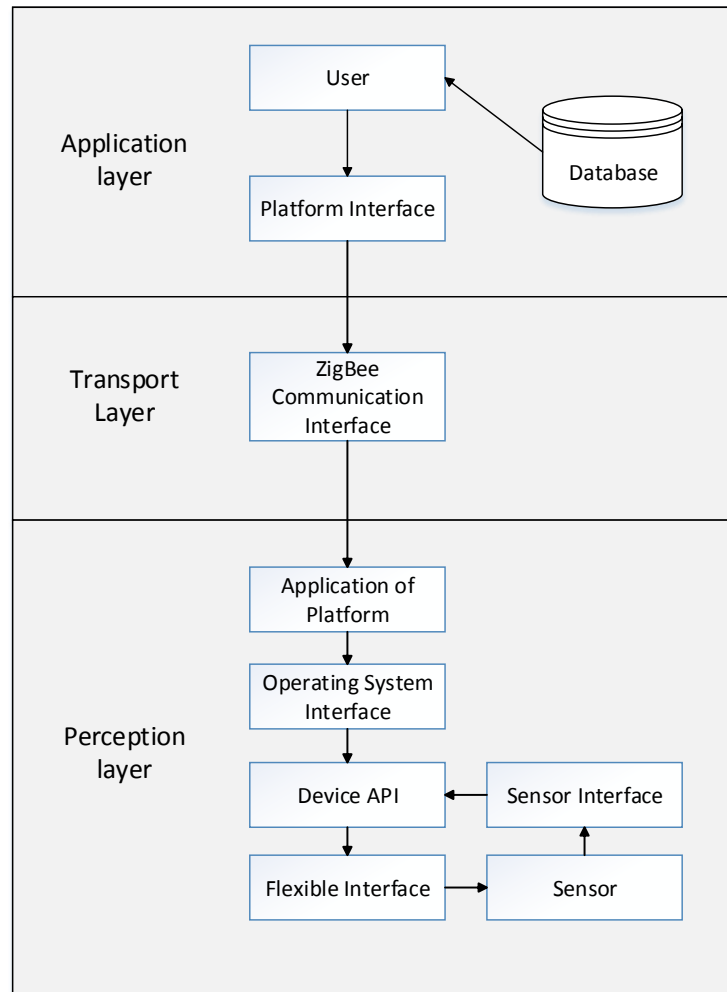 User
Application
layer
Database
Platform Interface
Transport
Layer
ZigBee
Communication
Interface
Application of
Platform
Operating System
Interface
Perception
layer
Device API
Sensor Interface
Flexible Interface
Sensor